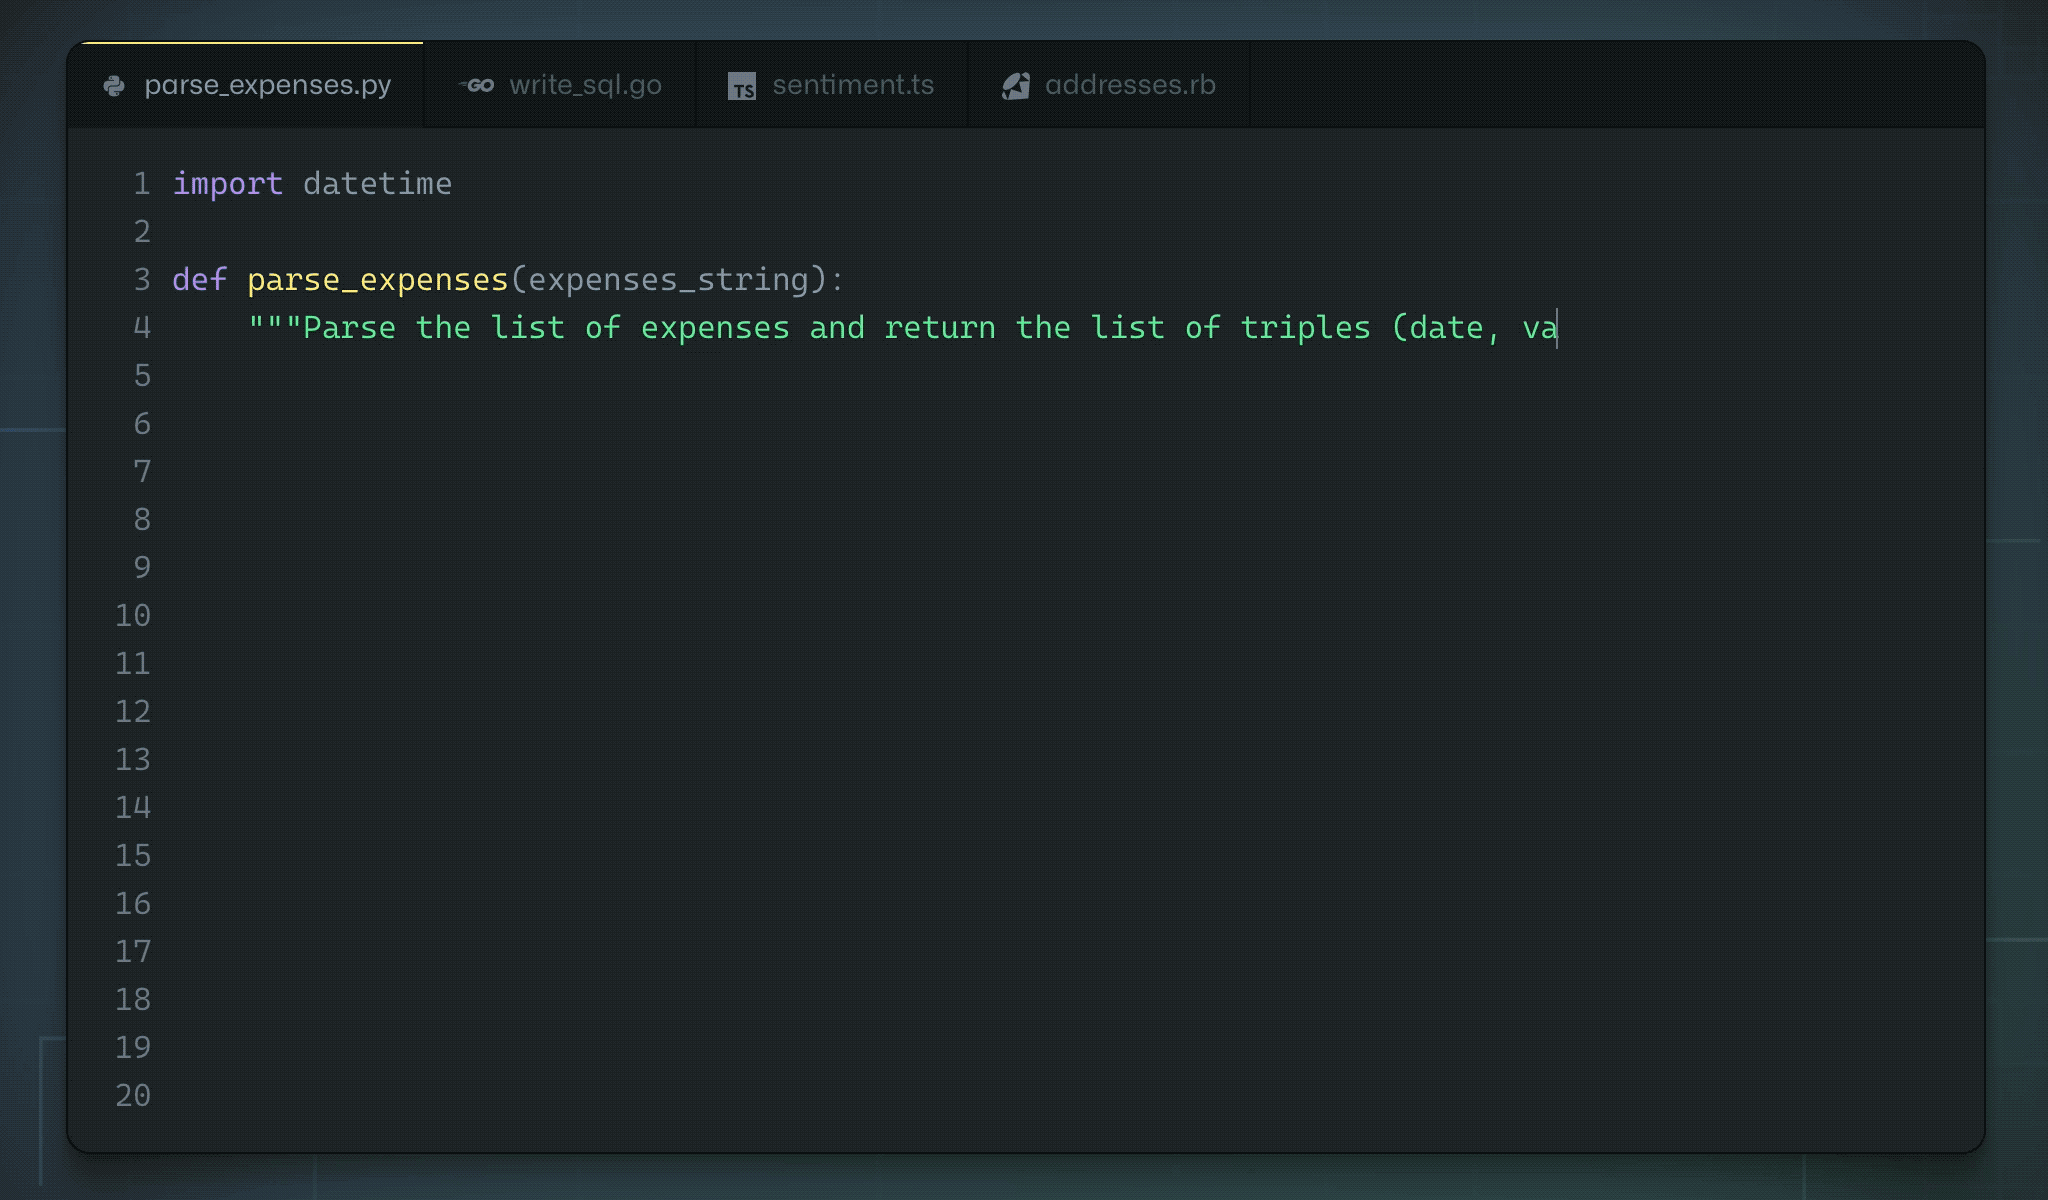 parse_expenses.py
GO write_sql.go
TS sentiment.ts
addresses.rb
1 import datetime
2
3 def parse_expenses(expenses_string):
4     """Parse the list of expenses and return the list of triples (date, va
5
6
7
8
9
10
11
12
13
14
15
16
17
18
19
20